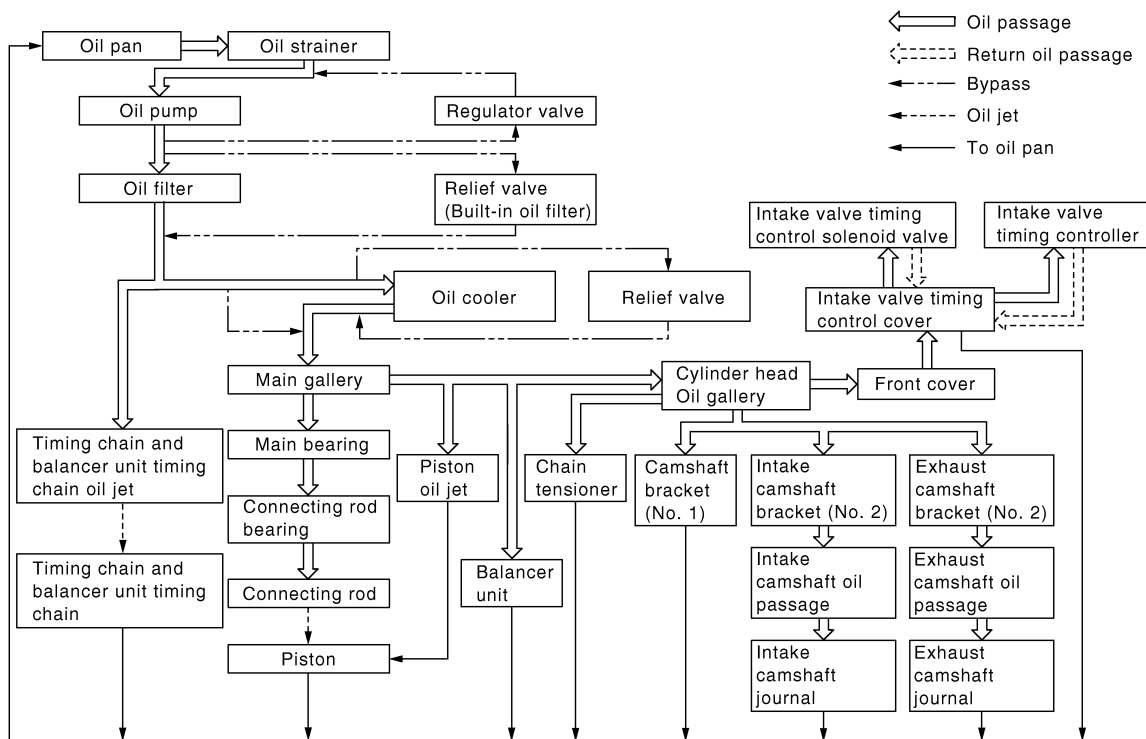 Oil pan
Oil strainer
Oil passage
Return oil passage
Bypass
Oil jet
To oil pan
Oil pump
Regulator valve
Oil filter
Relief valve
(Built-in oil filter)
Intake valve timing
control solenoid valve
Intake valve
timing controller
Oil cooler
Relief valve
Intake valve timing
control cover
Main gallery
Cylinder head
Oil gallery
Front cover
Timing chain and
balancer unit timing
chain oil jet
Main bearing
Piston
oil jet
Chain
tensioner
Camshaft
bracket
(No. 1)
Intake
camshaft
bracket (No. 2)
Exhaust
camshaft
bracket (No. 2)
Connecting rod
bearing
Timing chain and
balancer unit timing
chain
Connecting rod
Balancer
unit
Intake
camshaft oil
passage
Exhaust
camshaft oil
passage
Piston
Intake
camshaft
journal
Exhaust
camshaft
journal